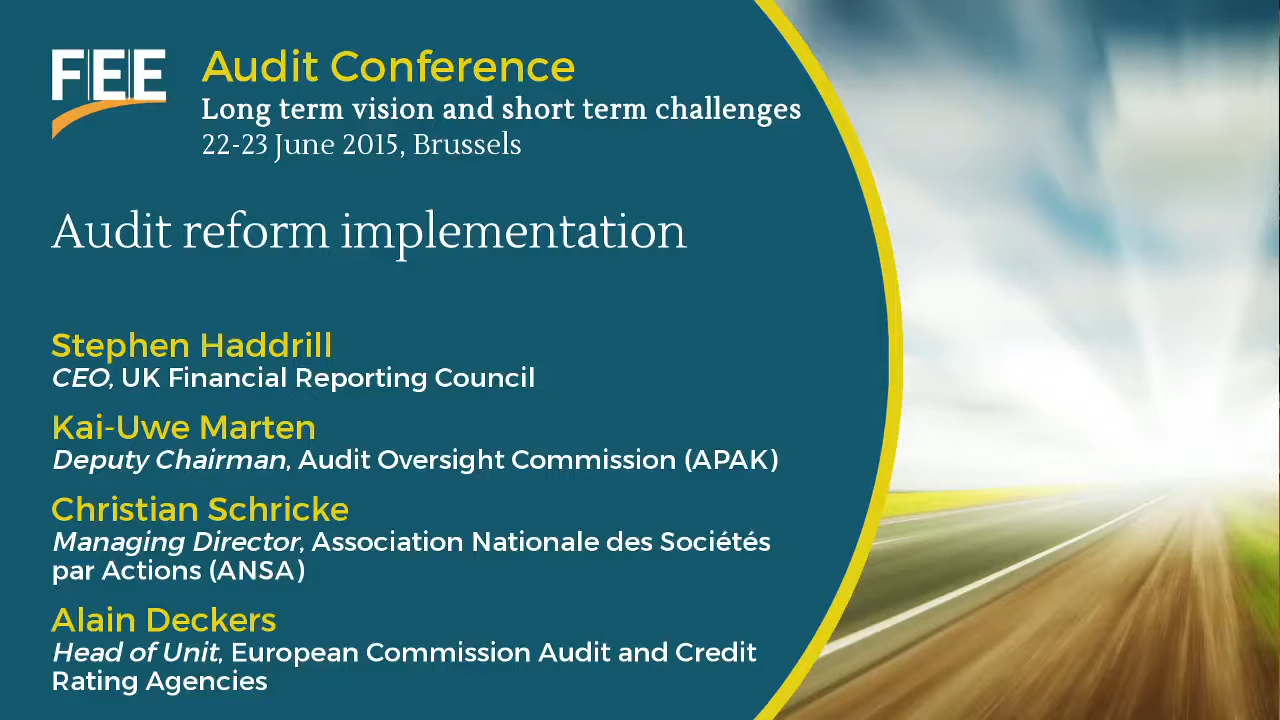 FEE
Audit Conference
Long term vision and short term challenges
22-23 June 2015, Brussels
Audit reform implementation
Stephen Haddrill
CEO, UK Financial Reporting Council
Kai-Uwe Marten
Deputy Chairman, Audit Oversight Commission (APAK)
Christian Schricke
Managing Director, Association Nationale des Sociétés
par Actions (ANSA)
Alain Deckers
Head of Unit, European Commission Audit and Credit
Rating Agencies